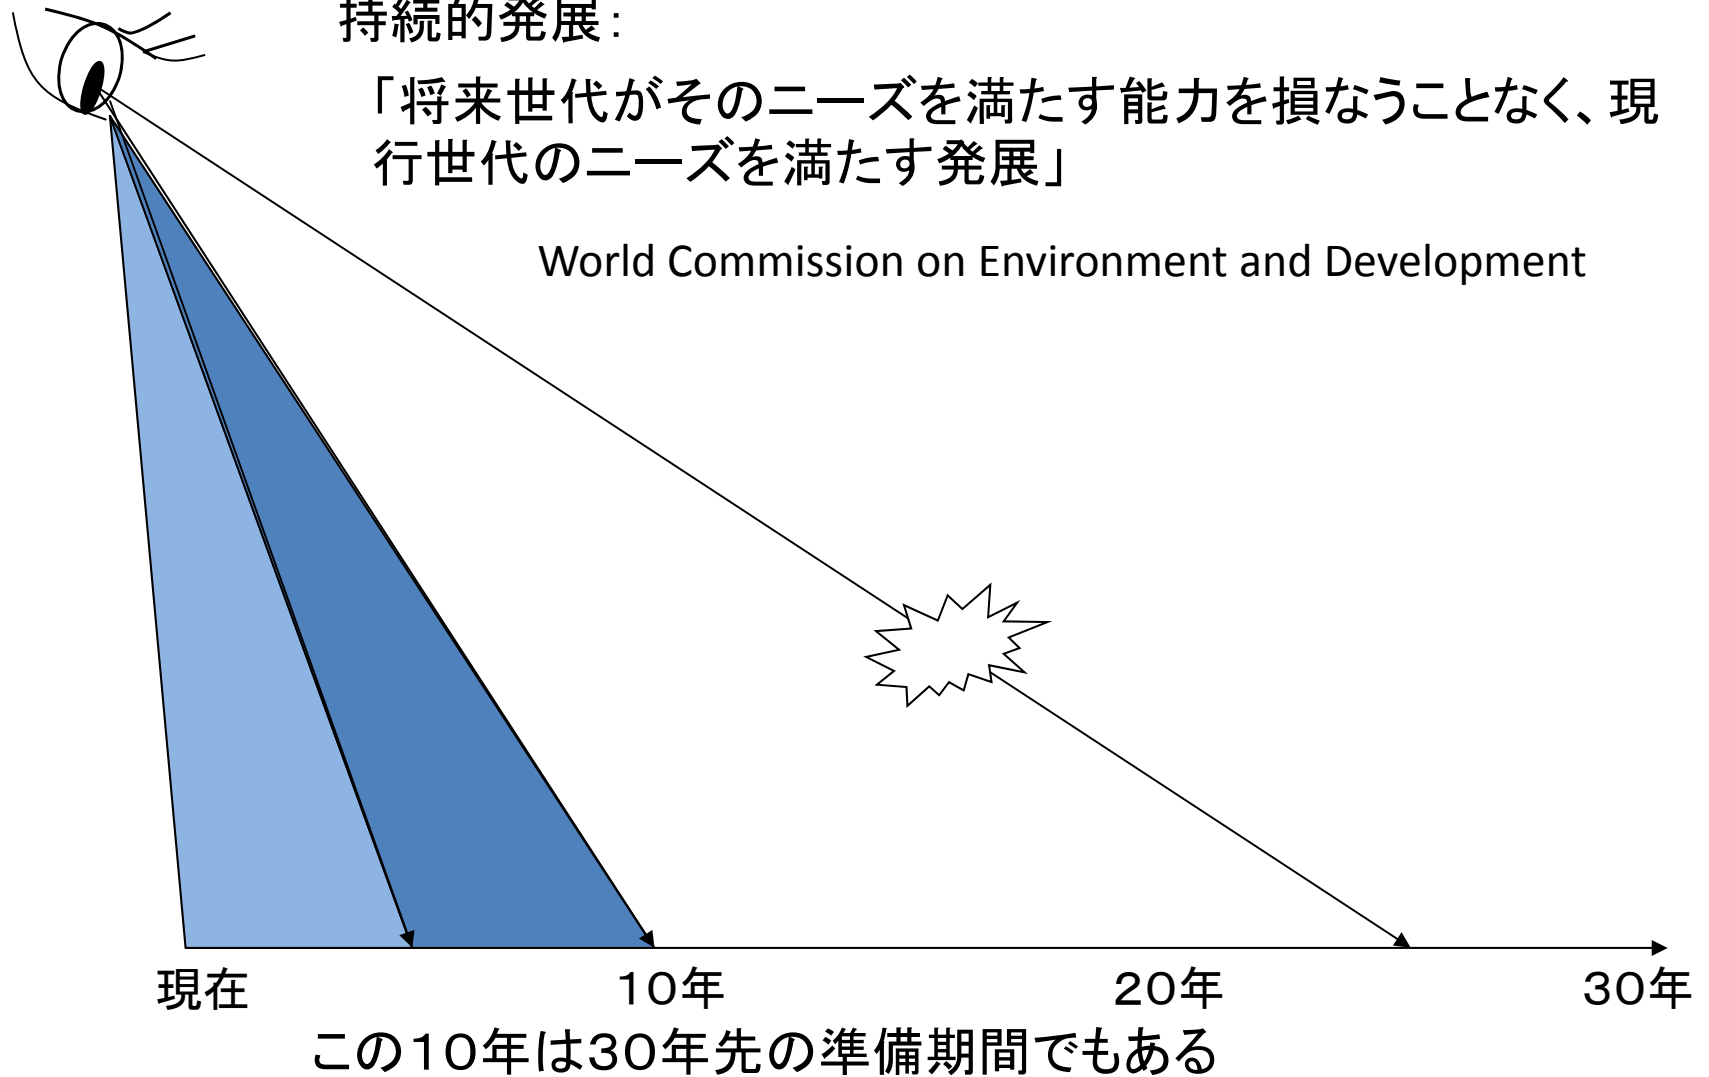 持続的発展：
「将来世代がそのニーズを満たす能力を損なうことなく、現
行世代のニーズを満たす発展」
World Commission on Environment and Development
現在 １０年 ２０年 ３０年
この１０年は３０年先の準備期間でもある